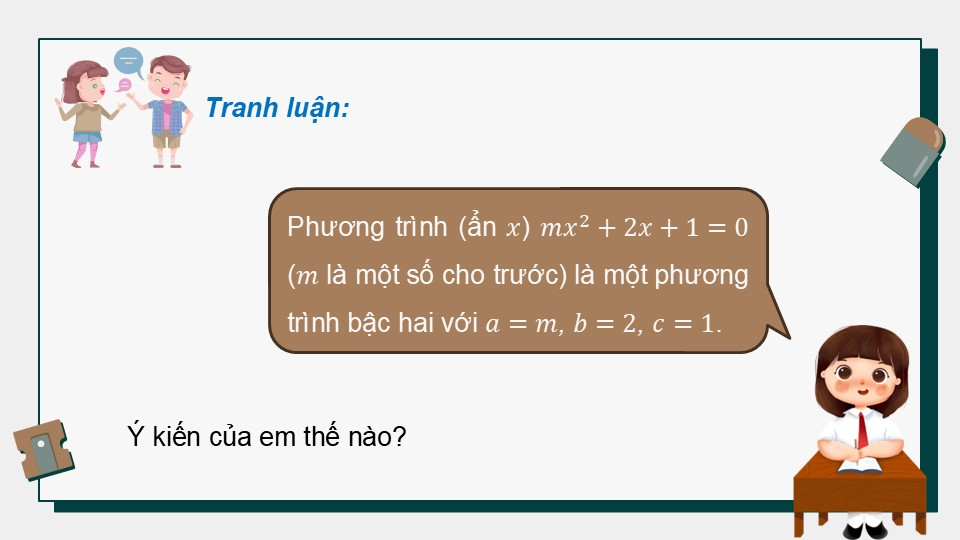 Tranh luận:
Phương trình (ẩn 𝑥) 𝑚𝑥² + 2𝑥 + 1 = 0
(𝑚 là một số cho trước) là một phương
trình bậc hai với 𝑎 = 𝑚, 𝑏 = 2, 𝑐 = 1.
Ý kiến của em thế nào?